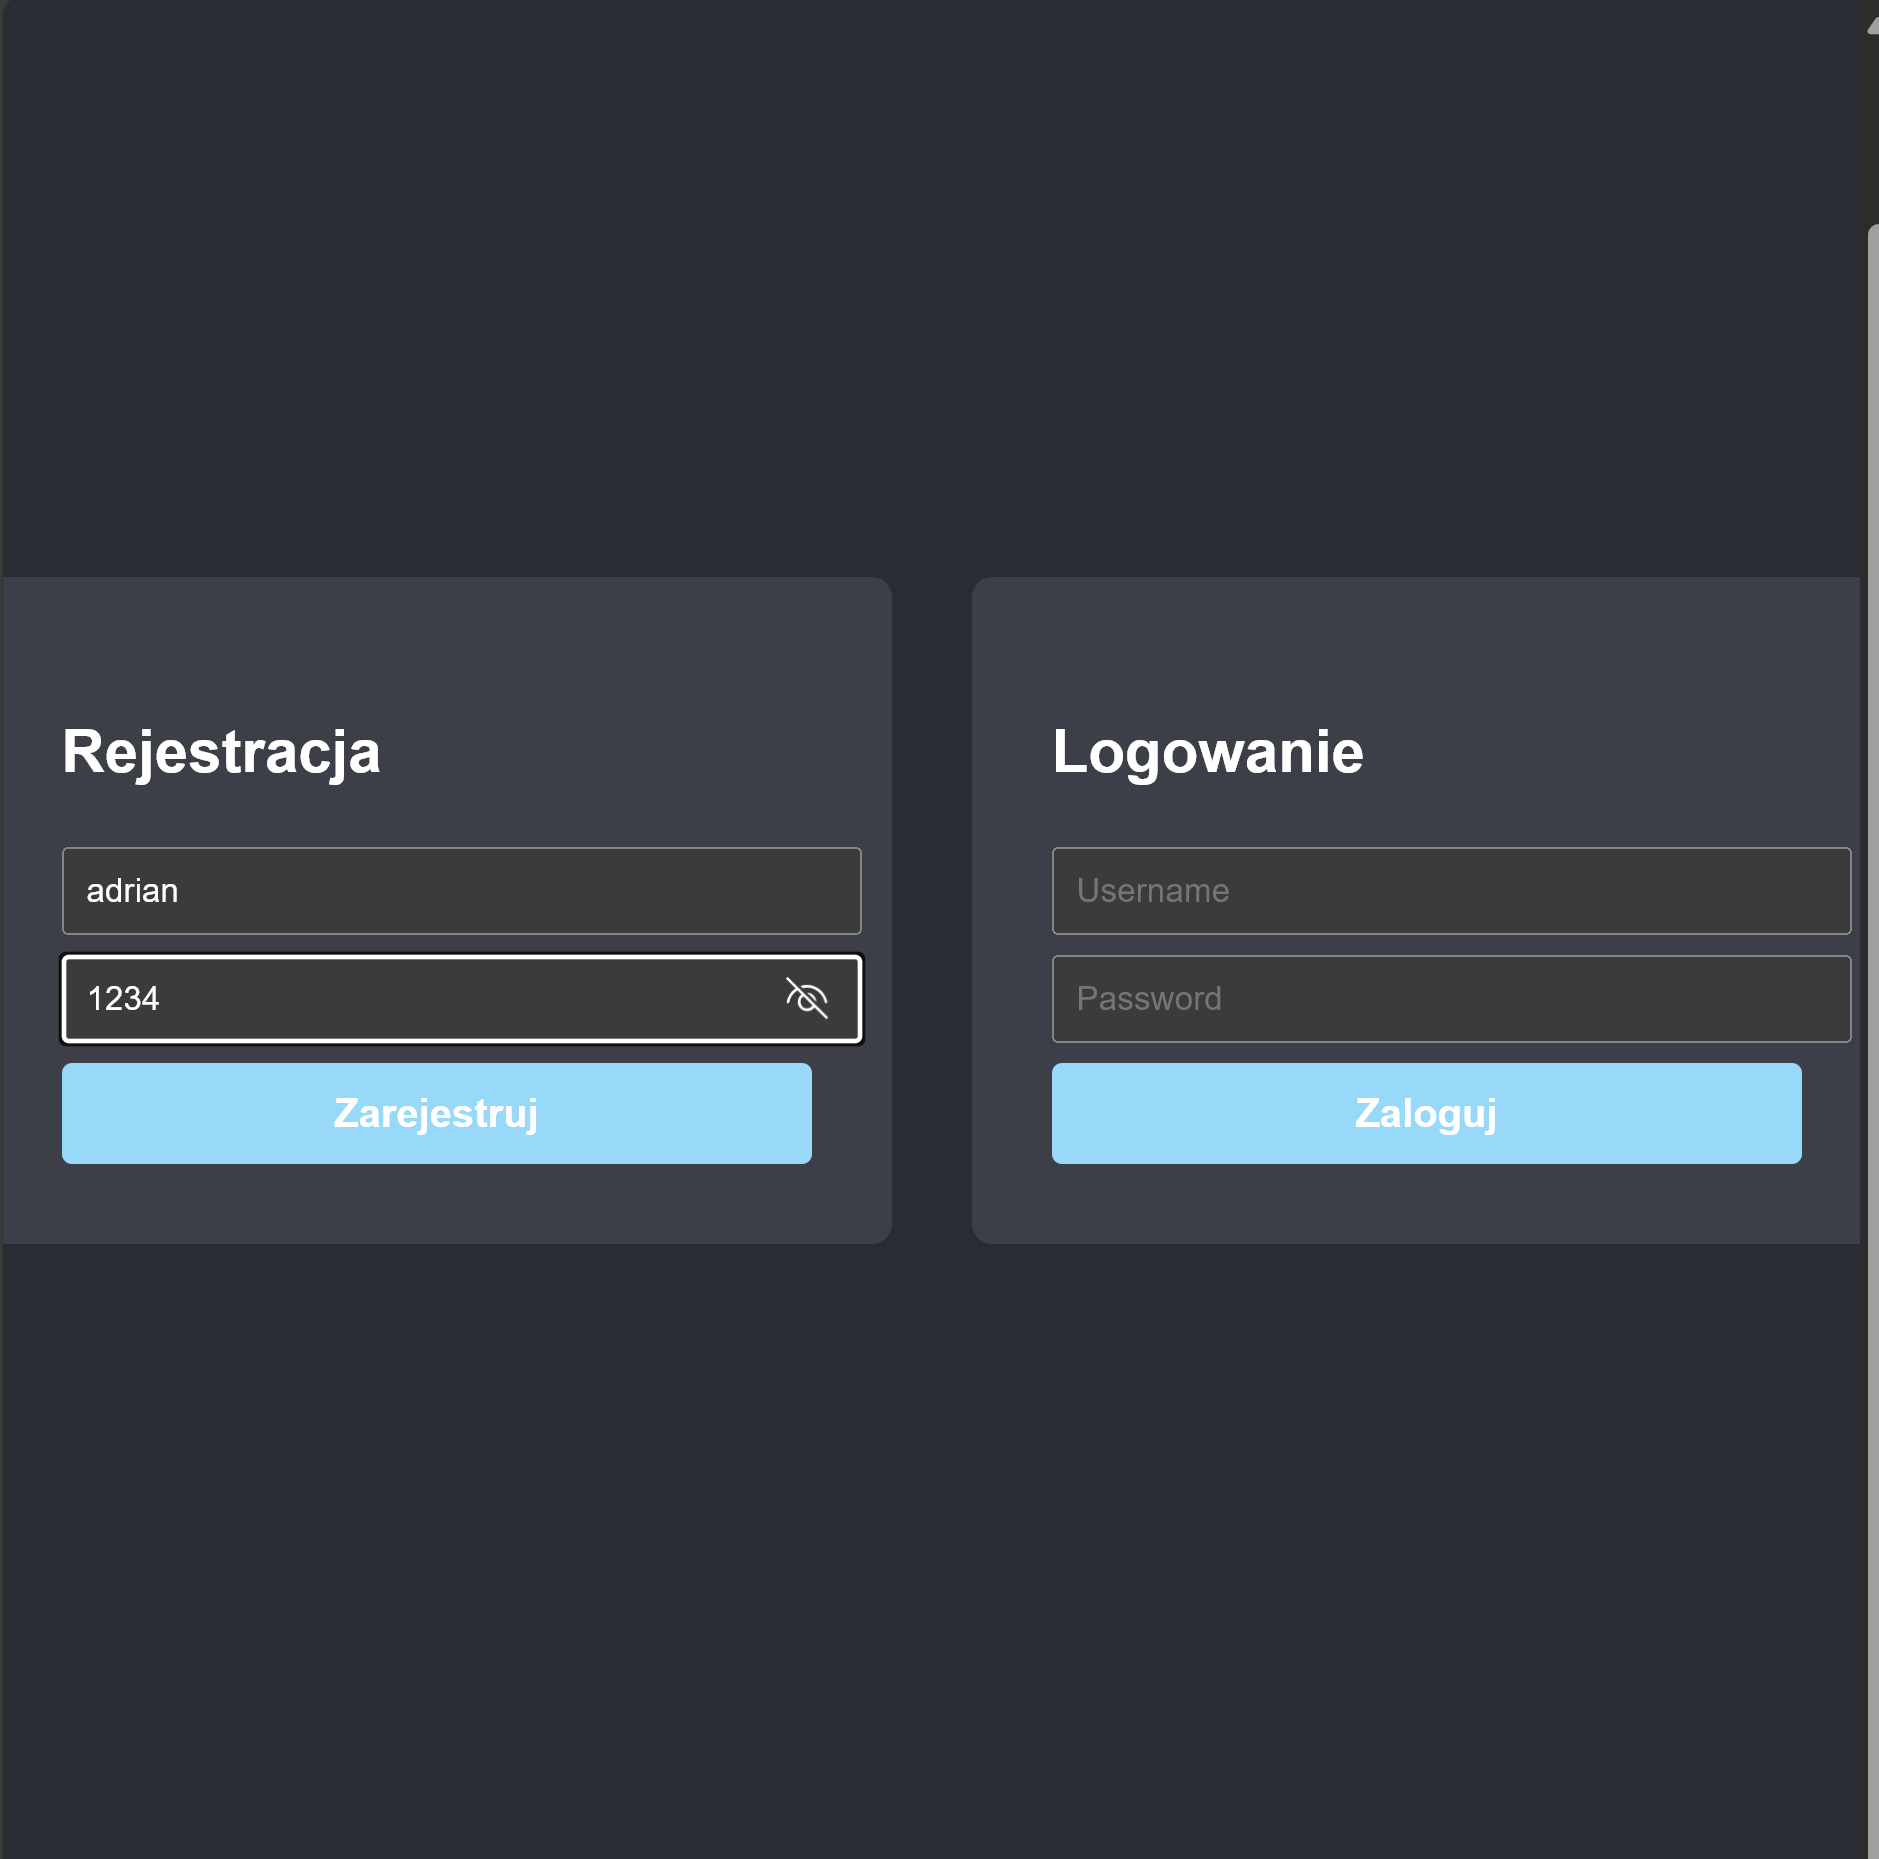 Rejestracja
adrian
1234
Zarejestruj
Logowanie
Username
Password
Zaloguj